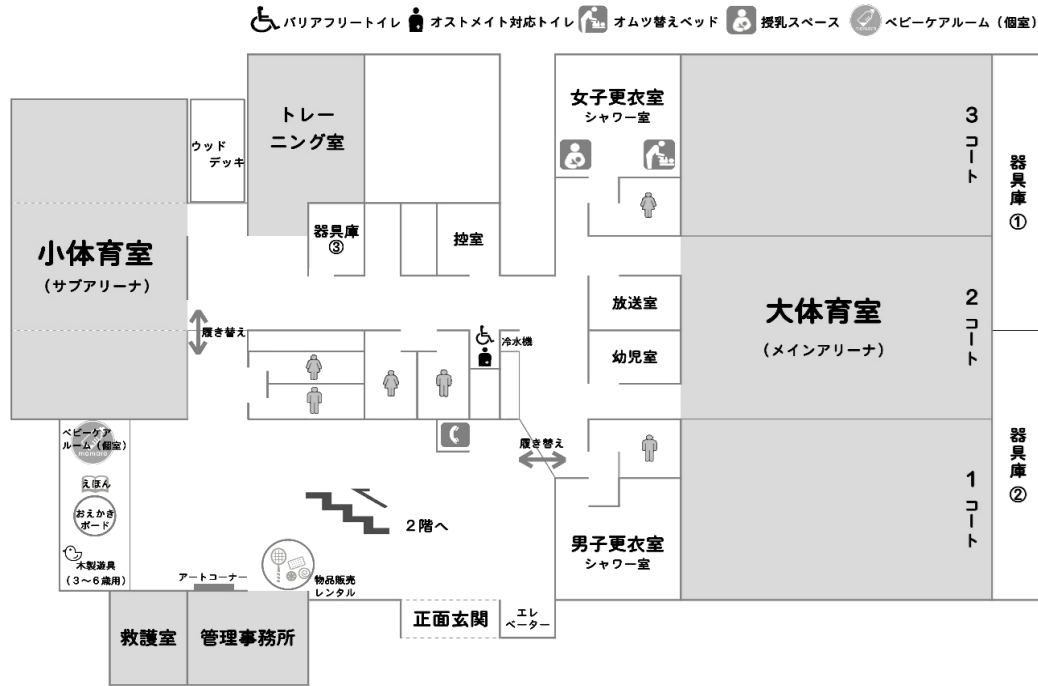 バリアフリートイレ
オストメイト対応トイレ
オムツ替えベッド
授乳スペース
ベビーケアルーム（個室）
トレー
ニング室
ウッド
デッキ
女子更衣室
シャワー室
3コート
器具庫①
小体育室
（サブアリーナ）
器具庫
③
控室
放送室
大体育室
（メインアリーナ）
2コート
履き替え
冷水機
幼児室
ベビーケア
ルーム（個室）
mamaro
えほん
おえかき
ボード
木製遊具
（3～6歳用）
履き替え
器具庫②
1コート
2階へ
男子更衣室
シャワー室
アートコーナー
物品販売
レンタル
正面玄関
エレ
ベーター
救護室
管理事務所